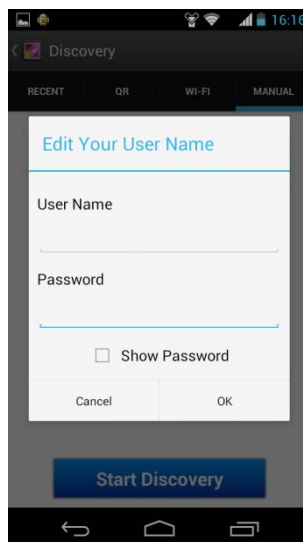 16:16
Discovery
RECENT QR WI-FI MANUAL
Edit Your User Name
User Name
Password
Show Password
Cancel OK
Start Discovery